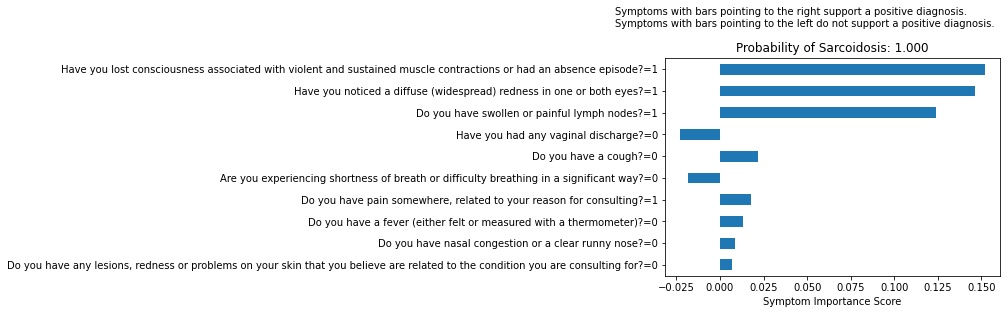 Symptoms with bars pointing to the right support a positive diagnosis.
Symptoms with bars pointing to the left do not support a positive diagnosis.
Probability of Sarcoidosis: 1.000
Have you lost consciousness associated with violent and sustained muscle contractions or had an absence episode?=1
Have you noticed a diffuse (widespread) redness in one or both eyes?=1
Do you have swollen or painful lymph nodes?=1
Have you had any vaginal discharge?=0
Do you have a cough?=0
Are you experiencing shortness of breath or difficulty breathing in a significant way?=0
Do you have pain somewhere, related to your reason for consulting?=1
Do you have a fever (either felt or measured with a thermometer)?=0
Do you have nasal congestion or a clear runny nose?=0
Do you have any lesions, redness or problems on your skin that you believe are related to the condition you are consulting for?=0
−0.025 0.000 0.025 0.050 0.075 0.100 0.125 0.150
Symptom Importance Score